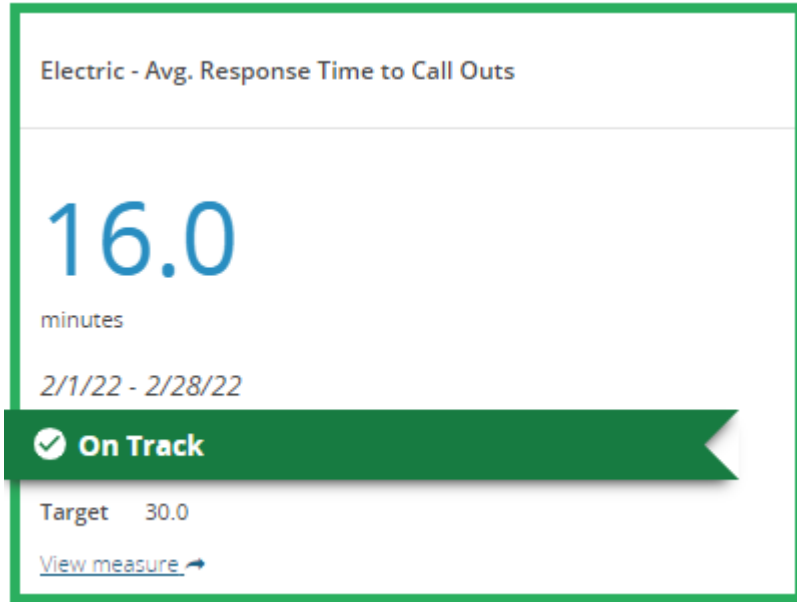 Electric - Avg. Response Time to Call Outs
16.0
minutes
2/1/22 - 2/28/22
On Track
Target 30.0
View measure